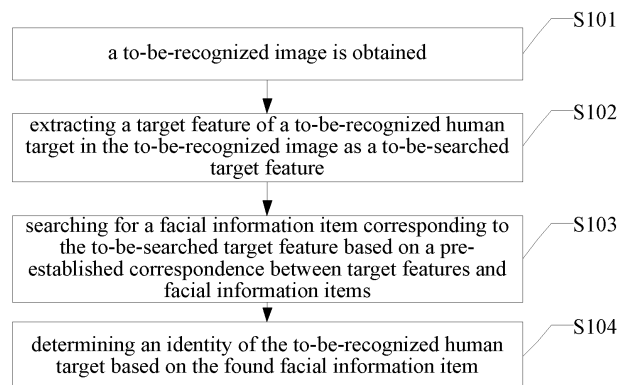 S101
a to-be-recognized image is obtained
S102
extracting a target feature of a to-be-recognized human
target in the to-be-recognized image as a to-be-searched
target feature
S103
searching for a facial information item corresponding to
the to-be-searched target feature based on a pre-
established correspondence between target features and
facial information items
S104
determining an identity of the to-be-recognized human
target based on the found facial information item